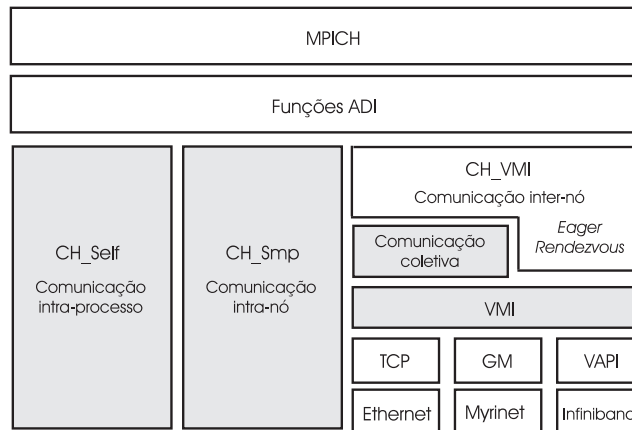 MPICH
Funções ADI
CH_Self
Comunicação
intra-processo
CH_Smp
Comunicação
intra-nó
CH_VMI
Comunicação inter-nó
Eager
Rendezvous
Comunicação
coletiva
VMI
TCP
GM
VAPI
Ethernet
Myrinet
Infiniband